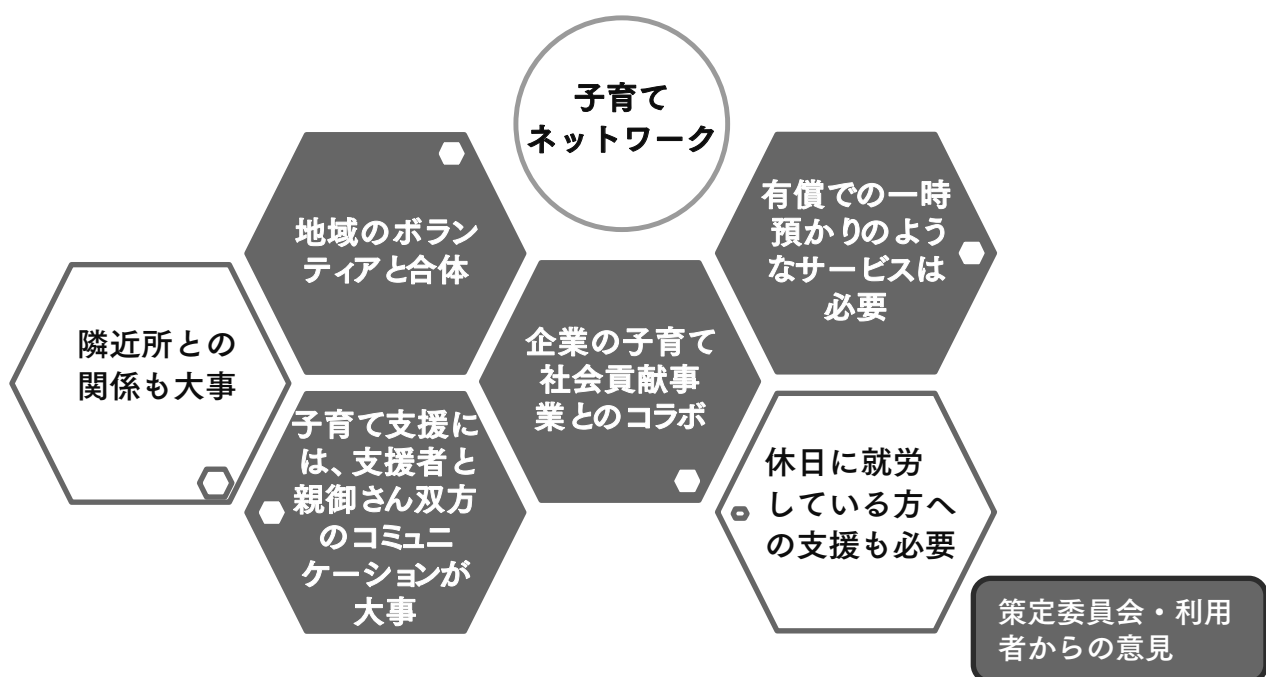 子育て
ネットワーク
地域のボラン
ティアと合体
有償での一時
預かりのよう
なサービスは
必要
隣近所との
関係も大事
企業の子育て
社会貢献事
業とのコラボ
子育て支援に
は、支援者と
親御さん双方
のコミュニ
ケーションが
大事
休日に就労
している方へ
の支援も必要
策定委員会・利用
者からの意見